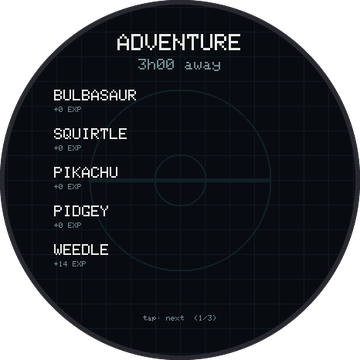 ADVENTURE
3h00 away
BULBASAUR
+0 EXP
SQUIRTLE
+0 EXP
PIKACHU
+0 EXP
PIDGEY
+0 EXP
WEEDLE
+14 EXP
tap: next (1/3)